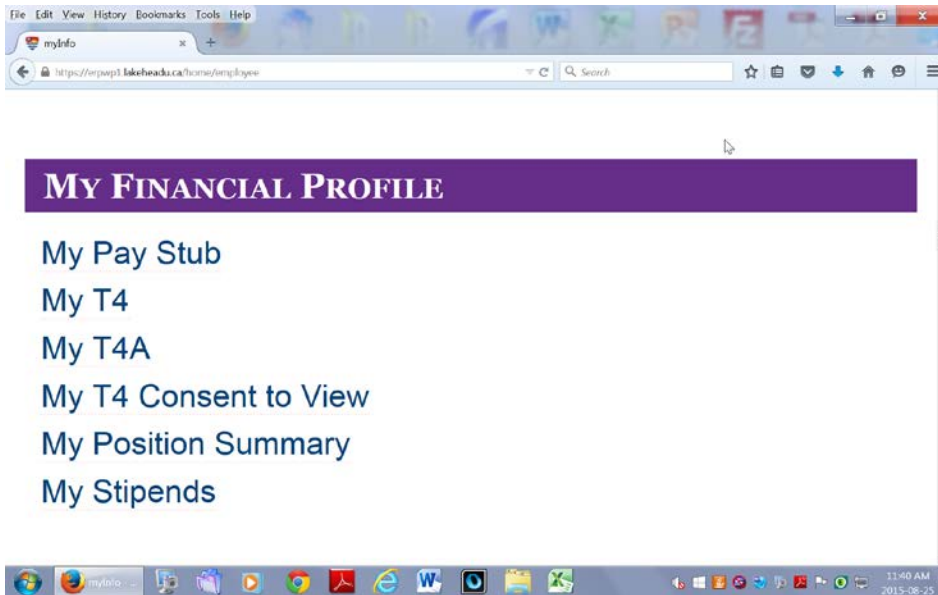 File Edit View History Bookmarks Tools Help
myInfo × +
https://erpwp1.lakeheadu.ca/home/employee Search
MY FINANCIAL PROFILE
My Pay Stub
My T4
My T4A
My T4 Consent to View
My Position Summary
My Stipends
myInfo - ...
11:40 AM
2015-08-25